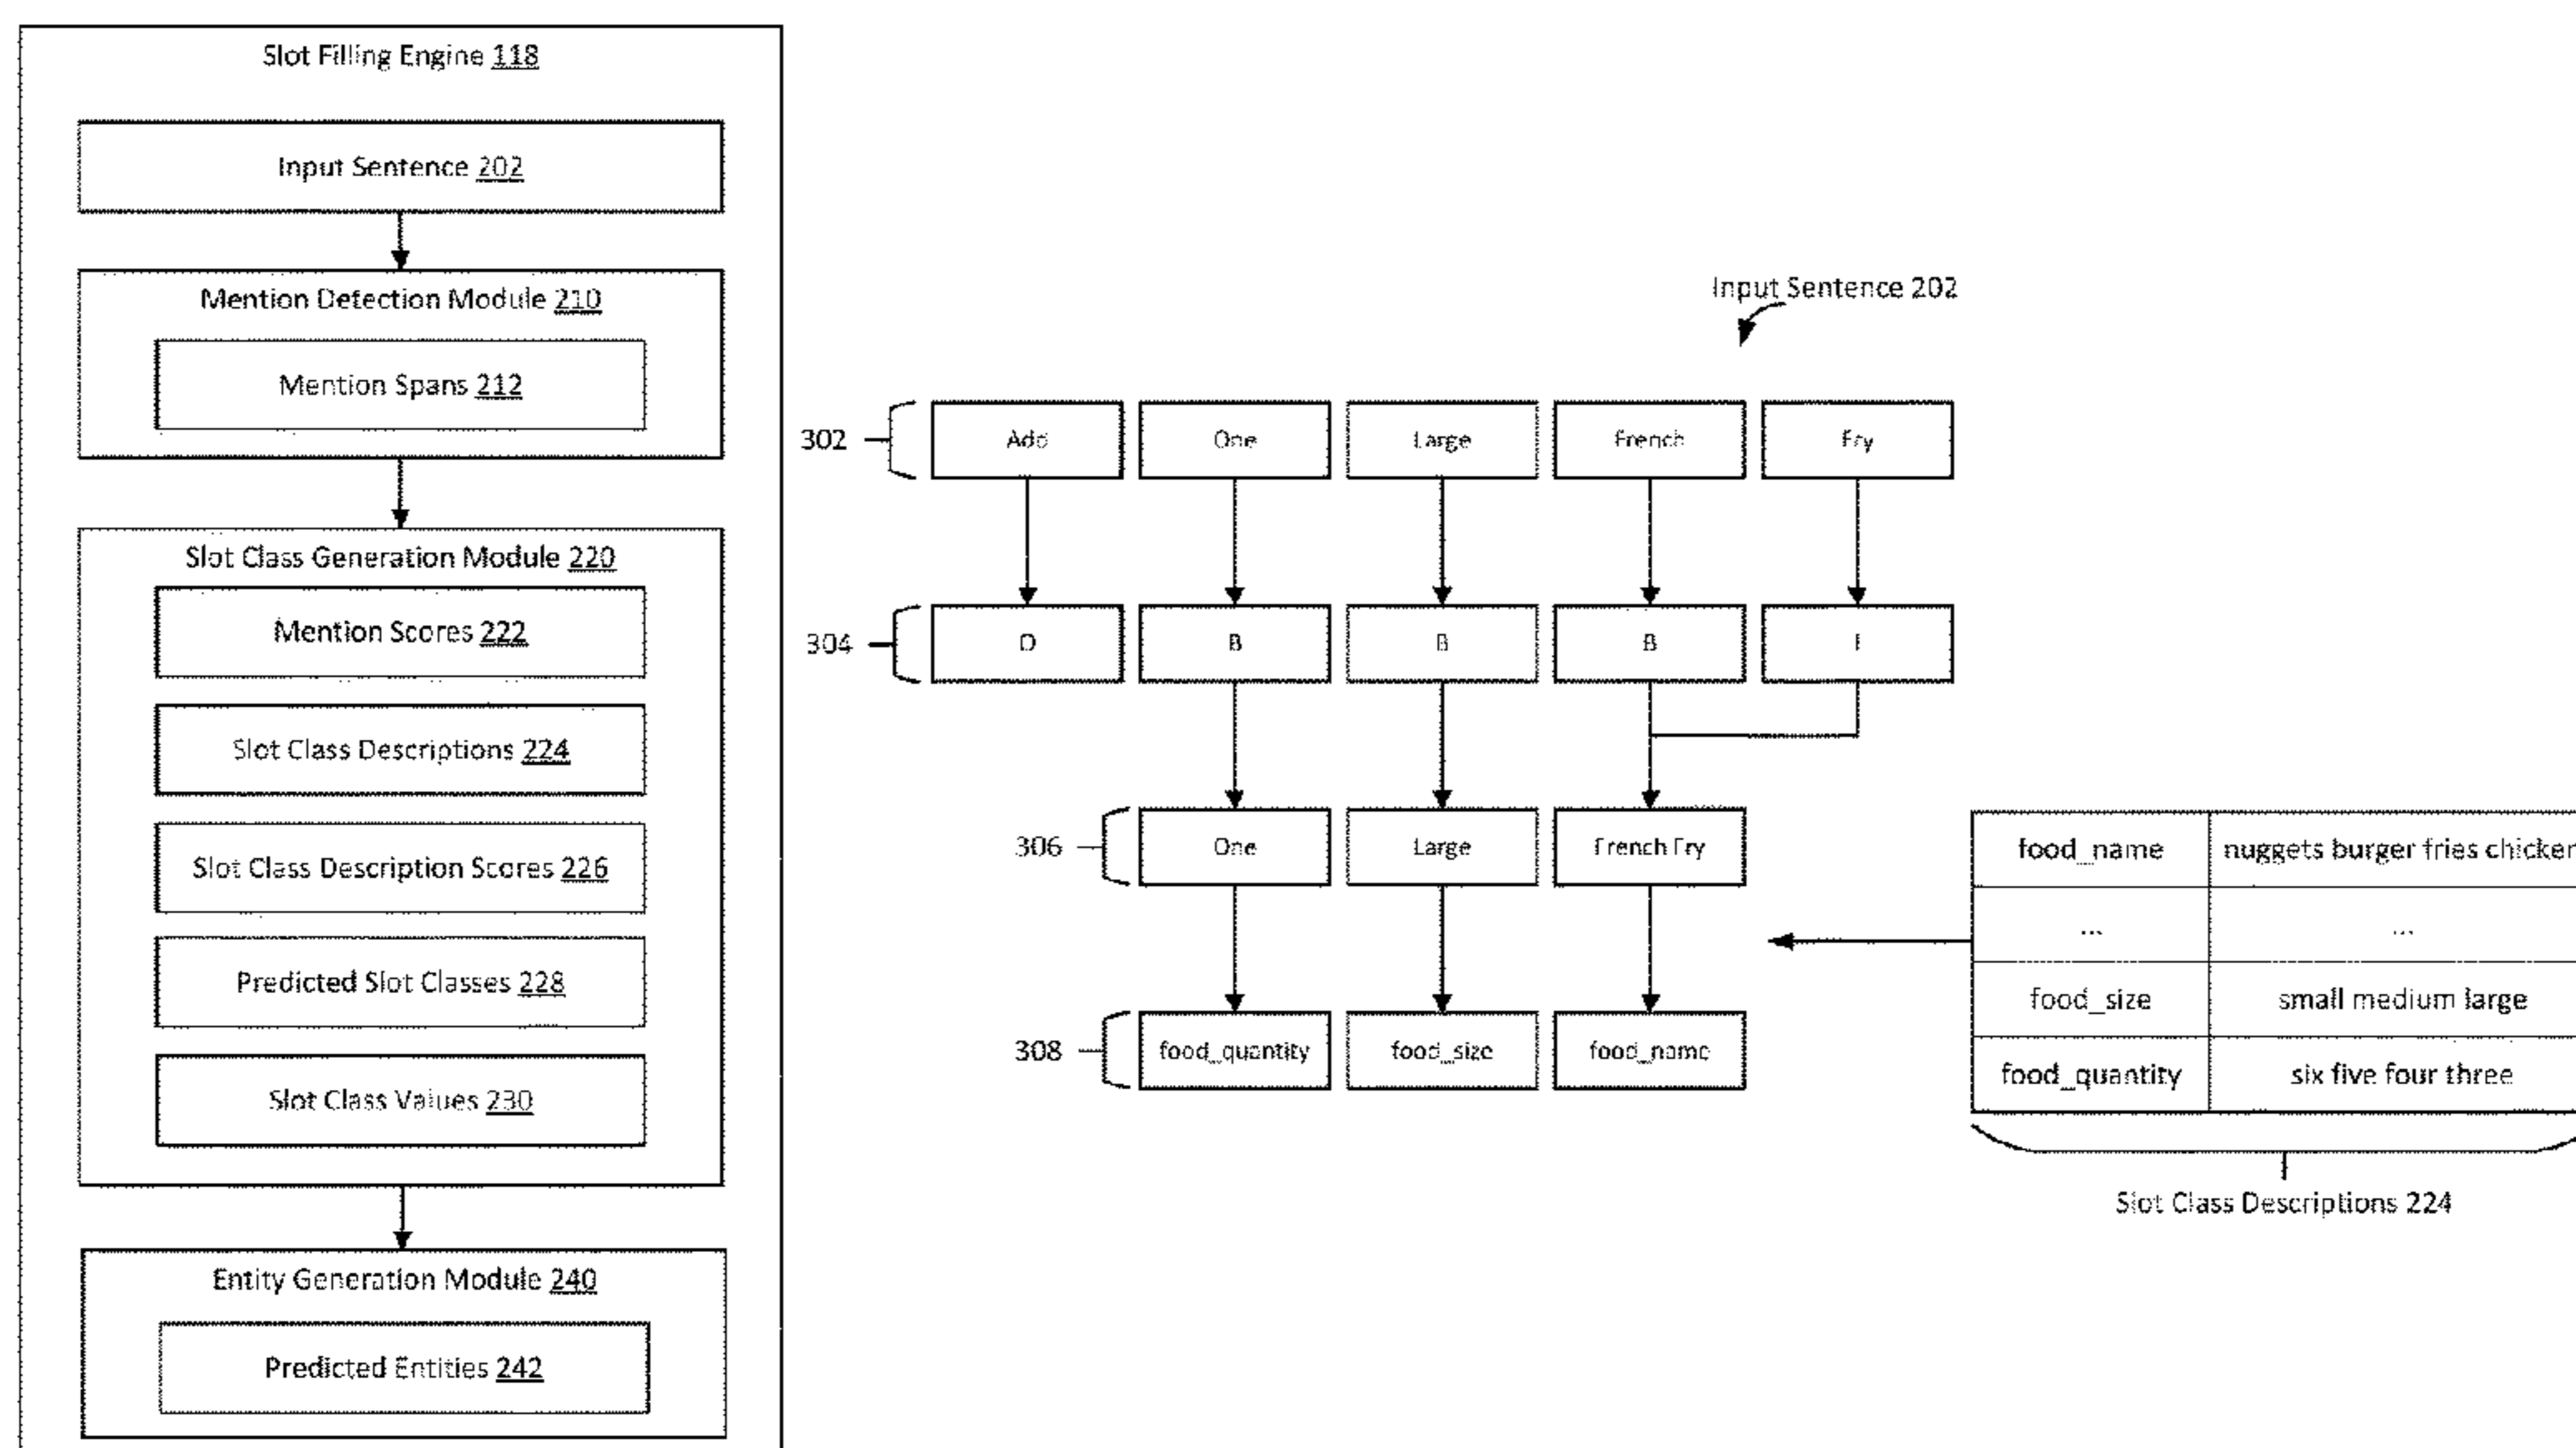 Slot Filling Engine 118
Input Sentence 202
Mention Detection Module 210
Mention Spans 212
Slot Class Generation Module 220
Mention Scores 222
Slot Class Descriptions 224
Slot Class Description Scores 226
Predicted Slot Classes 228
Slot Class Values 230
Entity Generation Module 240
Predicted Entities 242
Input Sentence 202
302 Add One Large French Fry
304 O B B B I
306 One Large French Fry
308 food_quantity food_size food_name
food_name nuggets burger fries chicken
... ...
food_size small medium large
food_quantity six five four three
Slot Class Descriptions 224